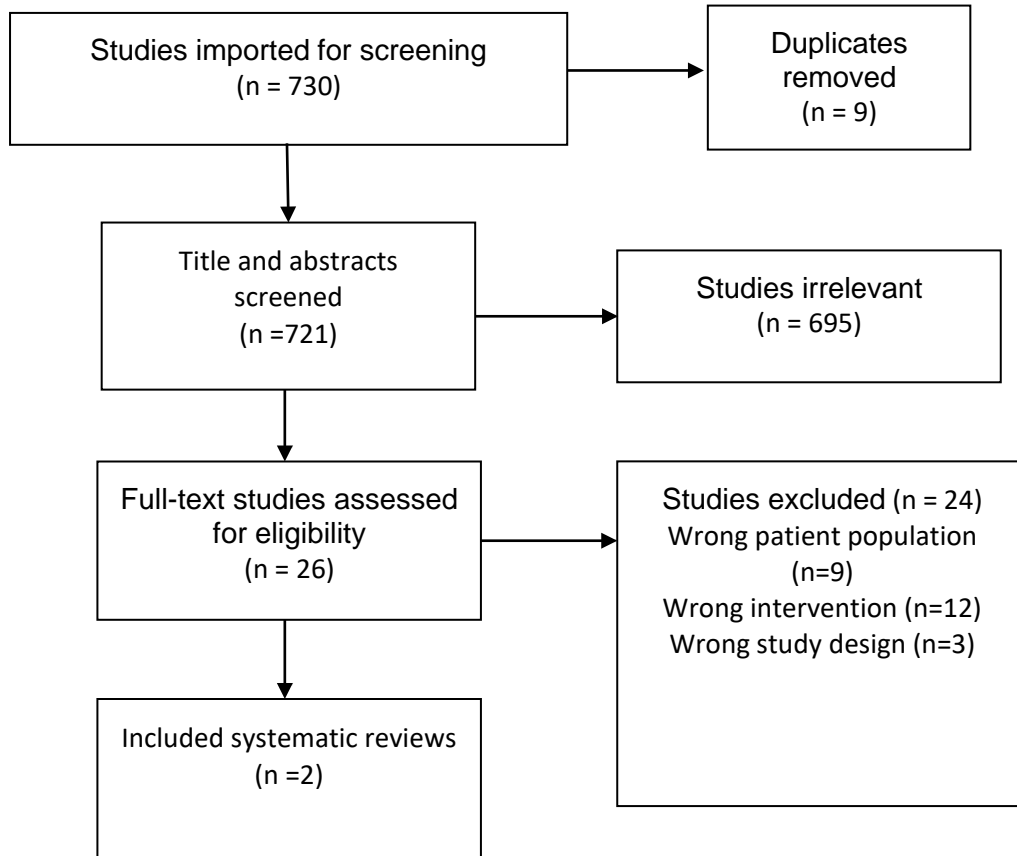 Studies imported for screening
(n = 730)
Duplicates
removed
(n = 9)
Title and abstracts
screened
(n =721)
Studies irrelevant
(n = 695)
Full-text studies assessed
for eligibility
(n = 26)
Studies excluded (n = 24)
Wrong patient population
(n=9)
Wrong intervention (n=12)
Wrong study design (n=3)
Included systematic reviews
(n =2)